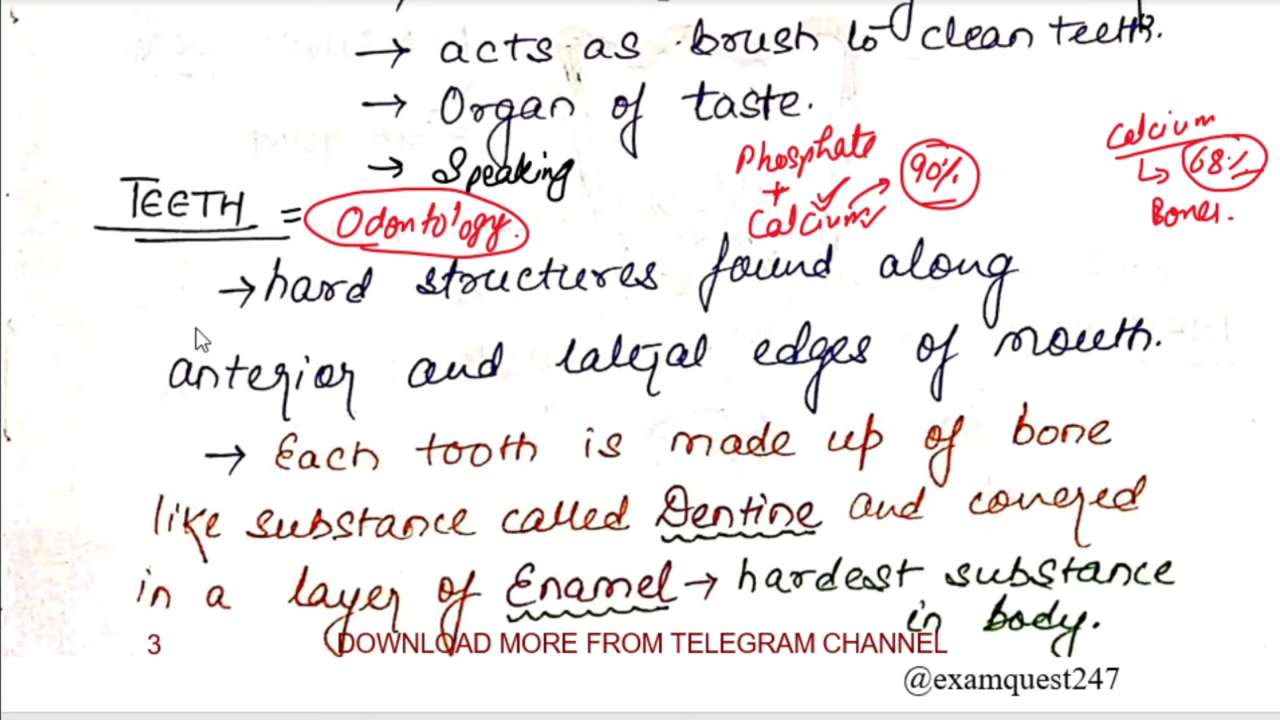 → acts as brush to clean teeth.
→ Organ of taste.
→ Speaking
Phosphate
+
Calcium → 90%
Calcium
↳ 68%
Bones.
TEETH = Odontology.
→ hard structures found along
anterior and lateral edges of mouth.
→ Each tooth is made up of bone
like substance called Dentine and covered
in a layer of Enamel → hardest substance
in body.
3 DOWNLOAD MORE FROM TELEGRAM CHANNEL
@examquest247